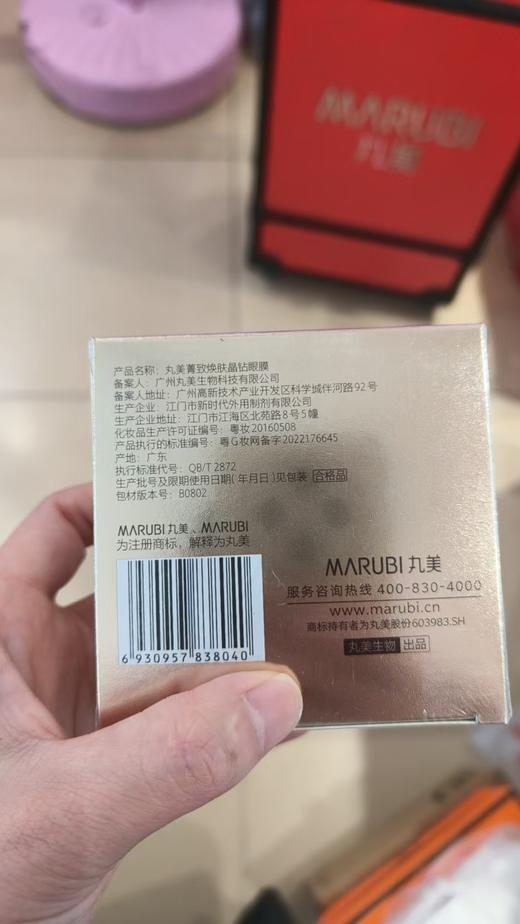 MARUBI
丸美
产品名称：丸美菁致焕肤晶钻眼膜
备案人：广州丸美生物科技有限公司
备案人地址：广州高新技术产业开发区科学城伴河路92号
生产企业：江门市新时代外用制剂有限公司
生产企业地址：江门市江海区北苑路8号5幢
化妆品生产许可证编号：粤妆20160508
产品执行的标准编号：粤G妆网备字2022176645
产地：广东
执行标准代号：QB/T 2872
生产批号及限期使用日期(年月日)见包装 合格品
包材版本号：B0802
MARUBI 丸美、MARUBI
为注册商标，解释为丸美
6 930957 838040
MARUBI 丸美
服务咨询热线 400-830-4000
www.marubi.cn
商标持有者为丸美股份603983.SH
丸美生物 出品